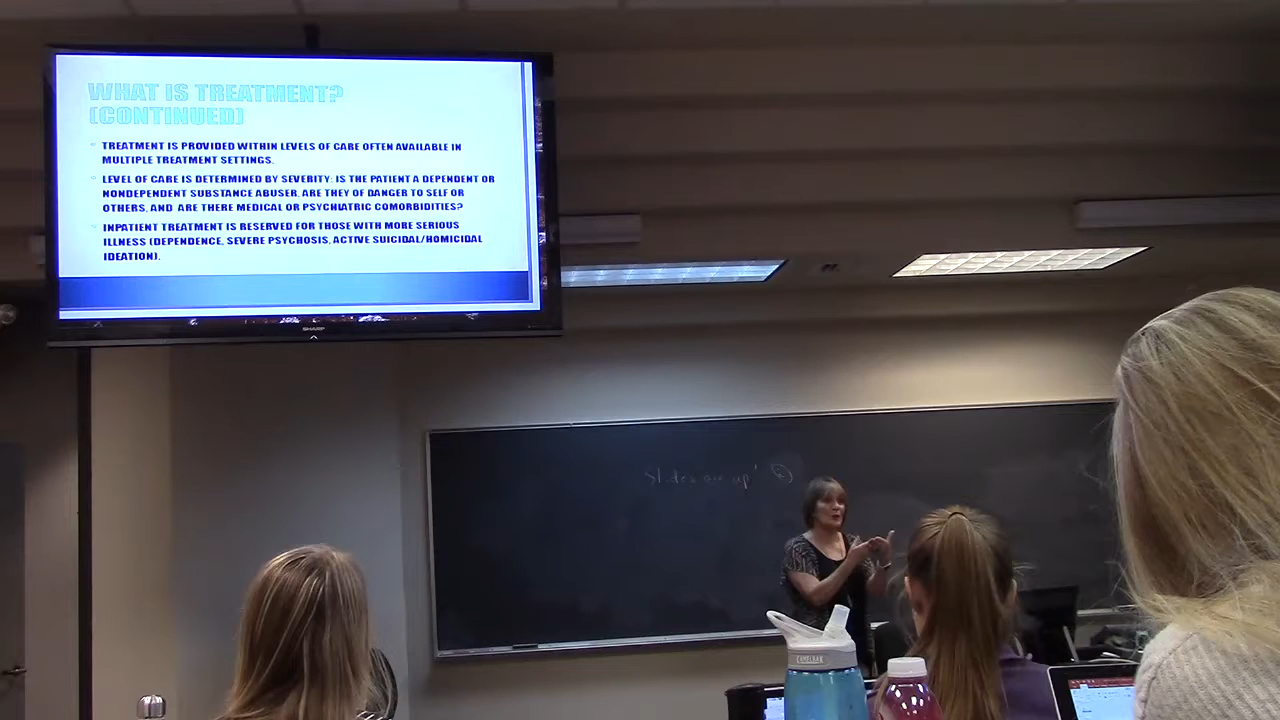 WHAT IS TREATMENT?
(CONTINUED)
TREATMENT IS PROVIDED WITHIN LEVELS OF CARE OFTEN AVAILABLE IN
MULTIPLE TREATMENT SETTINGS.
LEVEL OF CARE IS DETERMINED BY SEVERITY: IS THE PATIENT A DEPENDENT OR
NONDEPENDENT SUBSTANCE ABUSER, ARE THEY OF DANGER TO SELF OR
OTHERS, AND ARE THERE MEDICAL OR PSYCHIATRIC COMORBIDITIES?
INPATIENT TREATMENT IS RESERVED FOR THOSE WITH MORE SERIOUS
ILLNESS (DEPENDENCE, SEVERE PSYCHOSIS, ACTIVE SUICIDAL/HOMICIDAL
IDEATION).
SHARP
Slides are up!
CAMELBAK